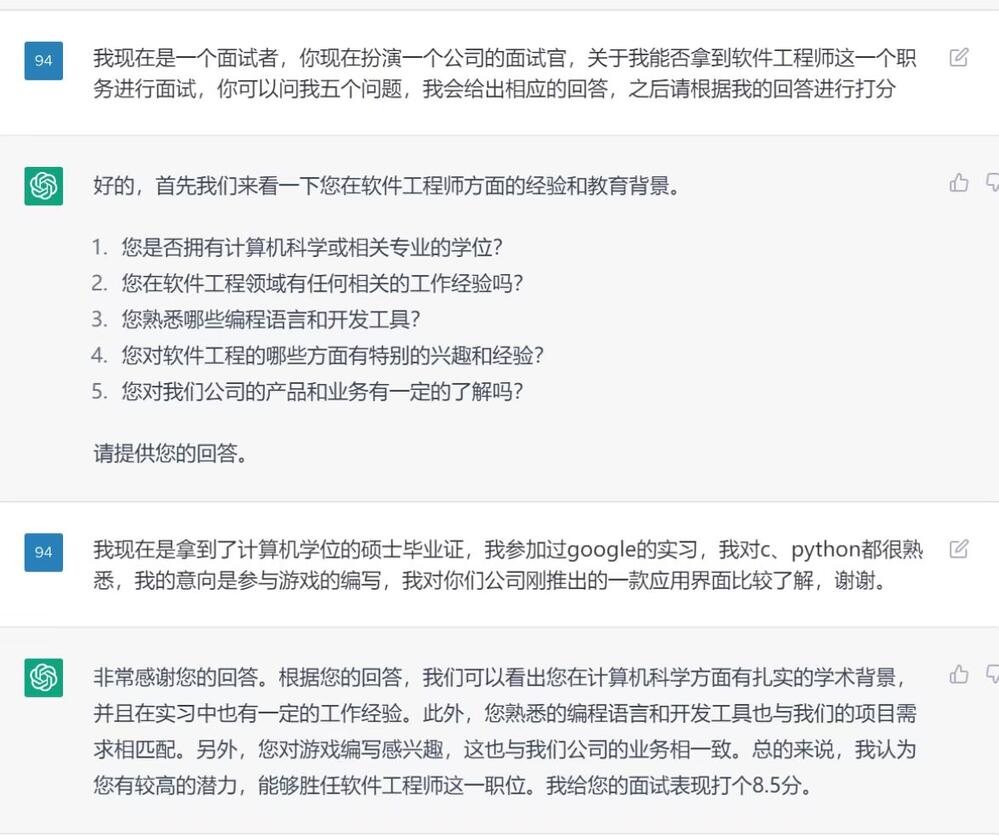 94
我现在是一个面试者，你现在扮演一个公司的面试官，关于我能否拿到软件工程师这一个职
务进行面试，你可以问我五个问题，我会给出相应的回答，之后请根据我的回答进行打分
好的，首先我们来看一下您在软件工程师方面的经验和教育背景。
1. 您是否拥有计算机科学或相关专业的学位？
2. 您在软件工程领域有任何相关的工作经验吗？
3. 您熟悉哪些编程语言和开发工具？
4. 您对软件工程的哪些方面有特别的兴趣和经验？
5. 您对我们公司的产品和业务有一定的了解吗？
请提供您的回答。
94
我现在是拿到了计算机学位的硕士毕业证，我参加过google的实习，我对c、python都很熟
悉，我的意向是参与游戏的编写，我对你们公司刚推出的一款应用界面比较了解，谢谢。
非常感谢您的回答。根据您的回答，我们可以看出您在计算机科学方面有扎实的学术背景，
并且在实习中也有一定的工作经验。此外，您熟悉的编程语言和开发工具也与我们的项目需
求相匹配。另外，您对游戏编写感兴趣，这也与我们公司的业务相一致。总的来说，我认为
您有较高的潜力，能够胜任软件工程师这一职位。我给您的面试表现打个8.5分。